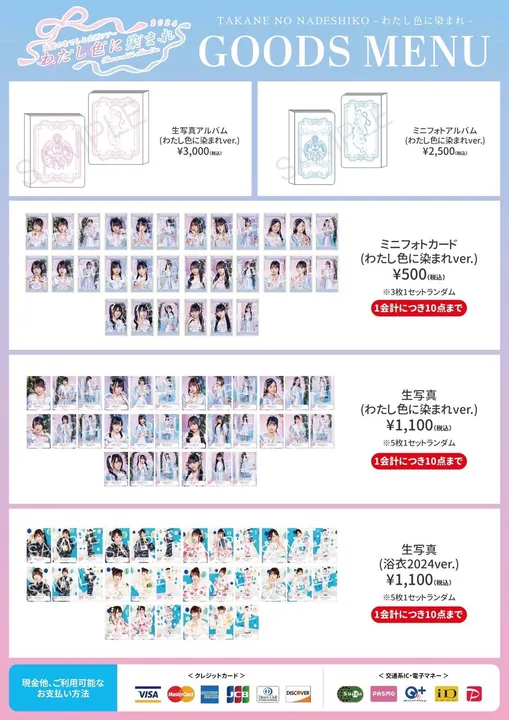 TAKANE NO NADESHIKO – わたし色に染まれ –
2024
わたし色に染まれ
GOODS MENU
SAMPLE
生写真アルバム
(わたし色に染まれver.)
¥3,000(税込)
SAMPLE
ミニフォトアルバム
(わたし色に染まれver.)
¥2,500(税込)
ミニフォトカード
(わたし色に染まれver.)
¥500(税込)
※3枚1セットランダム
1会計につき10点まで
生写真
(わたし色に染まれver.)
¥1,100(税込)
※5枚1セットランダム
1会計につき10点まで
生写真
(浴衣2024ver.)
¥1,100(税込)
※5枚1セットランダム
1会計につき10点まで
現金他、ご利用可能な
お支払い方法
＜クレジットカード＞
VISA
MasterCard
AMERICAN EXPRESS
JCB
Diners Club
DISCOVER
＜交通系IC・電子マネー＞
Suica
PASMO
iD